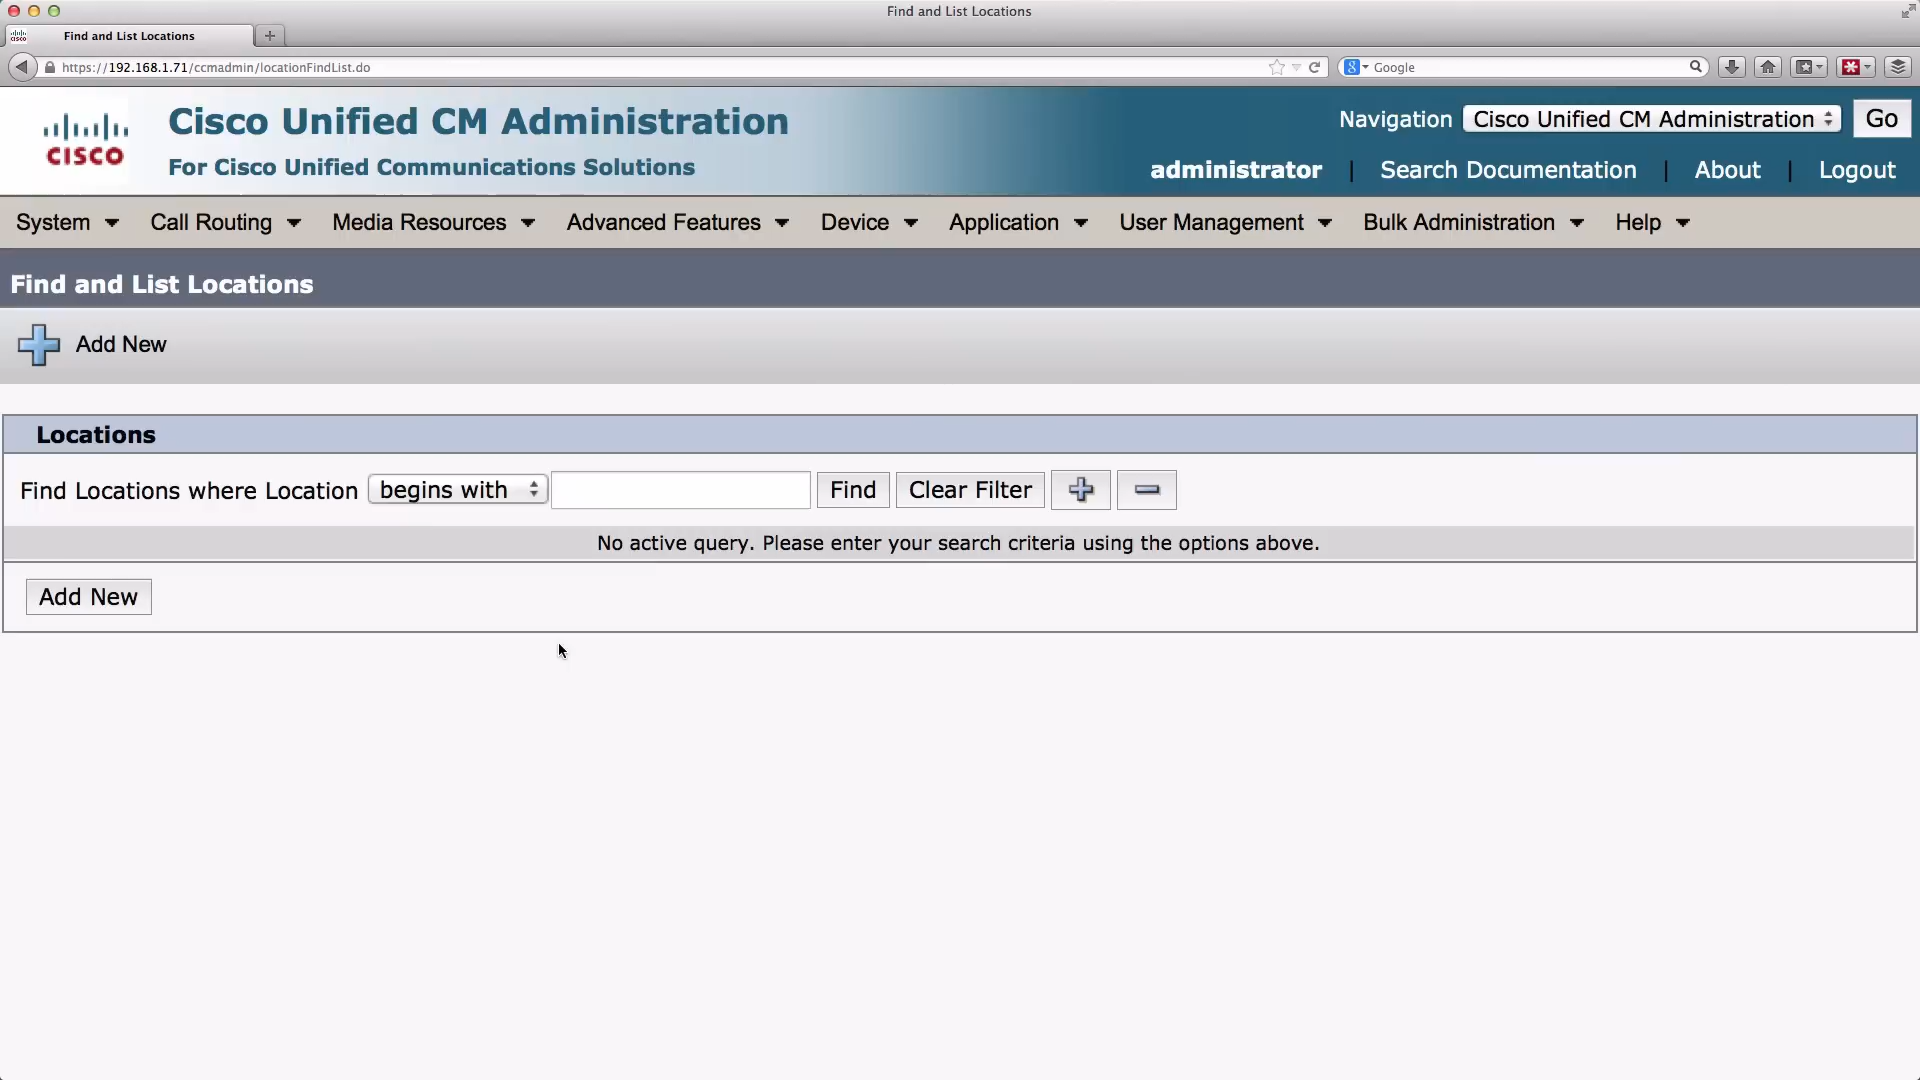 Find and List Locations
Find and List Locations
https://192.168.1.71/ccmadmin/locationFindList.do
Google
CISCO
Cisco Unified CM Administration
For Cisco Unified Communications Solutions
Navigation Cisco Unified CM Administration Go
administrator | Search Documentation | About | Logout
System Call Routing Media Resources Advanced Features Device Application User Management Bulk Administration Help
Find and List Locations
Add New
Locations
Find Locations where Location begins with Find Clear Filter
No active query. Please enter your search criteria using the options above.
Add New